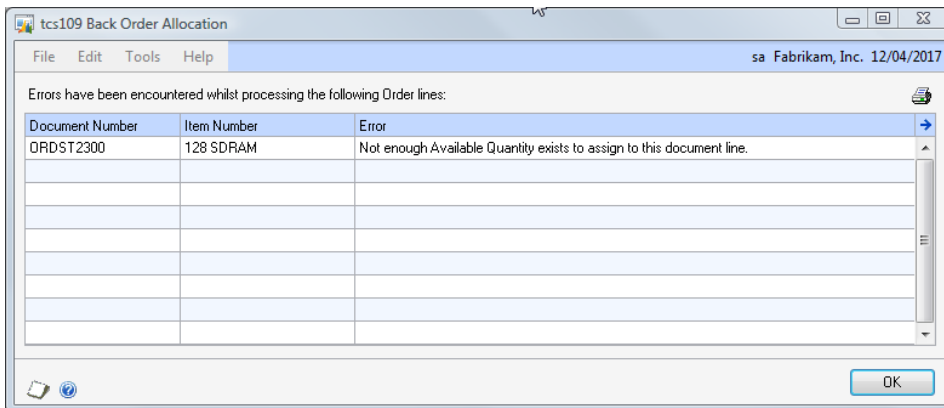 tcs109 Back Order Allocation
File Edit Tools Help sa Fabrikam, Inc. 12/04/2017
Errors have been encountered whilst processing the following Order lines:
Document Number Item Number Error
ORDST2300 128 SDRAM Not enough Available Quantity exists to assign to this document line.
OK